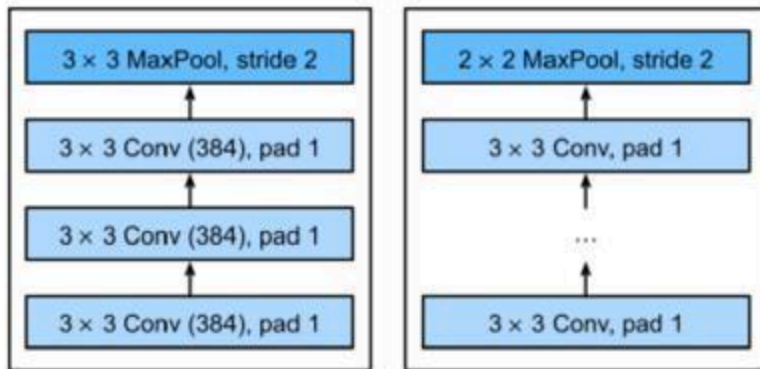 3 × 3 MaxPool, stride 2
3 × 3 Conv (384), pad 1
3 × 3 Conv (384), pad 1
3 × 3 Conv (384), pad 1
2 × 2 MaxPool, stride 2
3 × 3 Conv, pad 1
...
3 × 3 Conv, pad 1